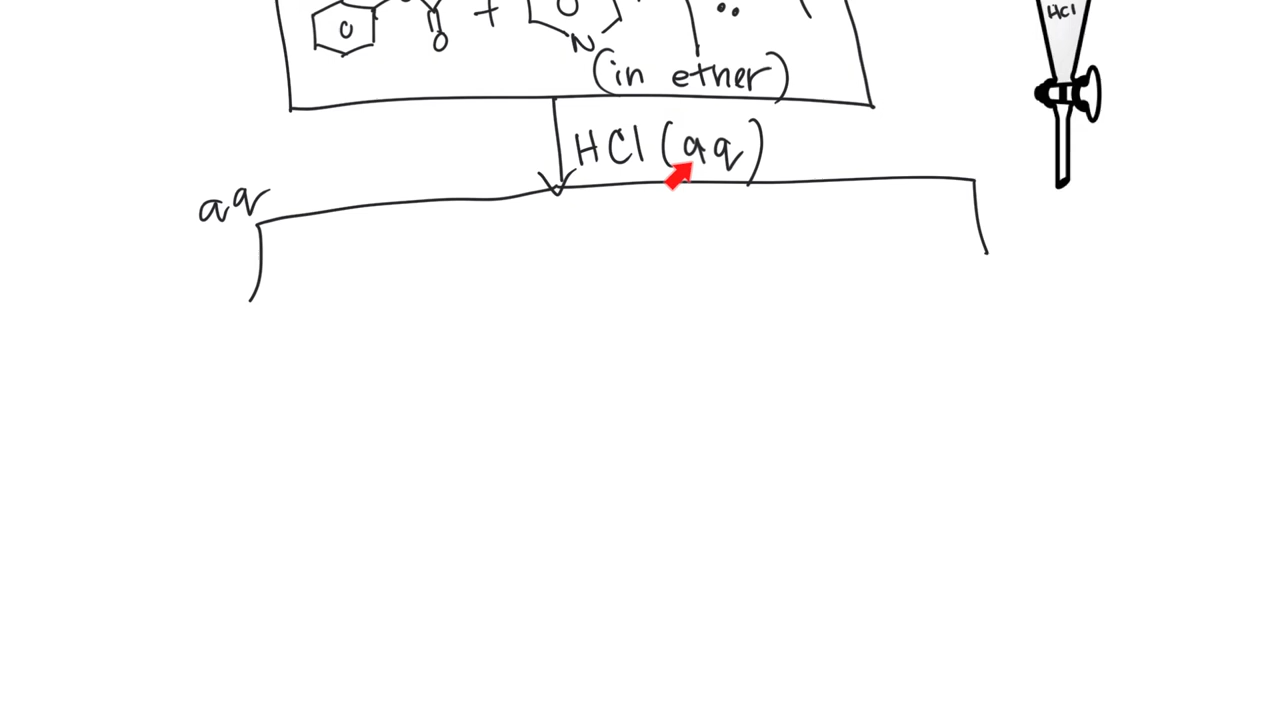 O + O
O N
(in ether)
HCl
HCl (aq)
aq